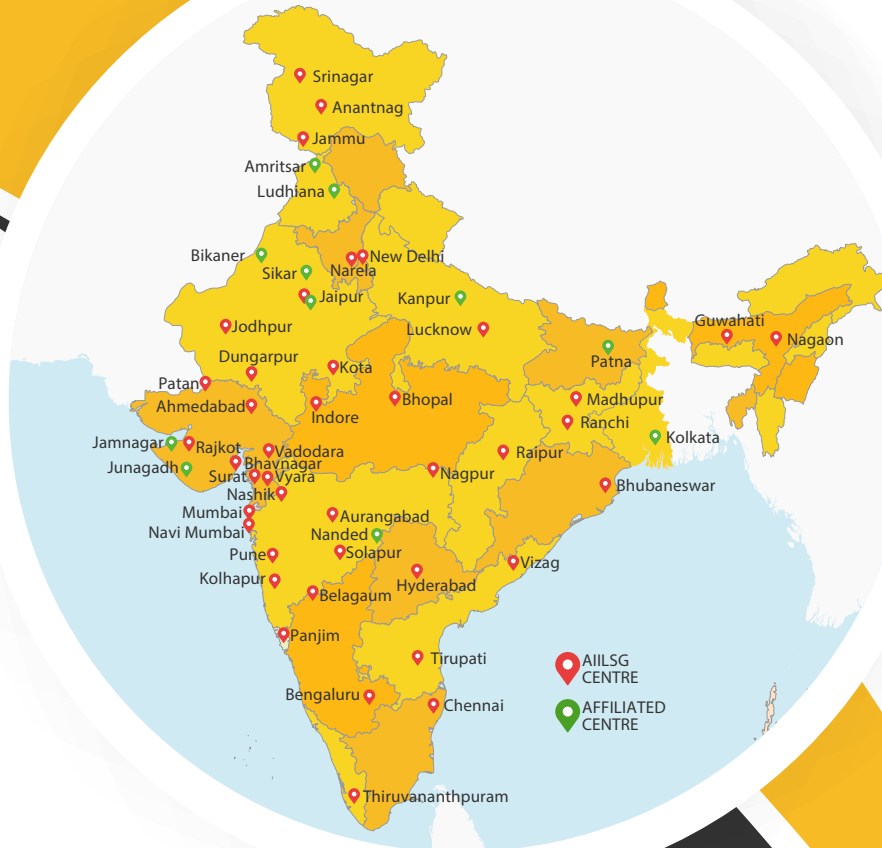 Srinagar
Anantnag
Jammu
Amritsar
Ludhiana
Bikaner
New Delhi
Narela
Sikar
Jaipur
Kanpur
Jodhpur
Lucknow
Guwahati
Nagaon
Dungarpur
Kota
Patna
Patan
Ahmedabad
Indore
Bhopal
Madhupur
Ranchi
Kolkata
Jamnagar
Rajkot
Vadodara
Raipur
Junagadh
Bhavnagar
Surat
Vyara
Nagpur
Bhubaneswar
Nashik
Mumbai
Aurangabad
Navi Mumbai
Nanded
Pune
Solapur
Vizag
Kolhapur
Hyderabad
Belagaum
Panjim
Tirupati
Bengaluru
Chennai
Thiruvananthpuram
AIILSG
CENTRE
AFFILIATED
CENTRE